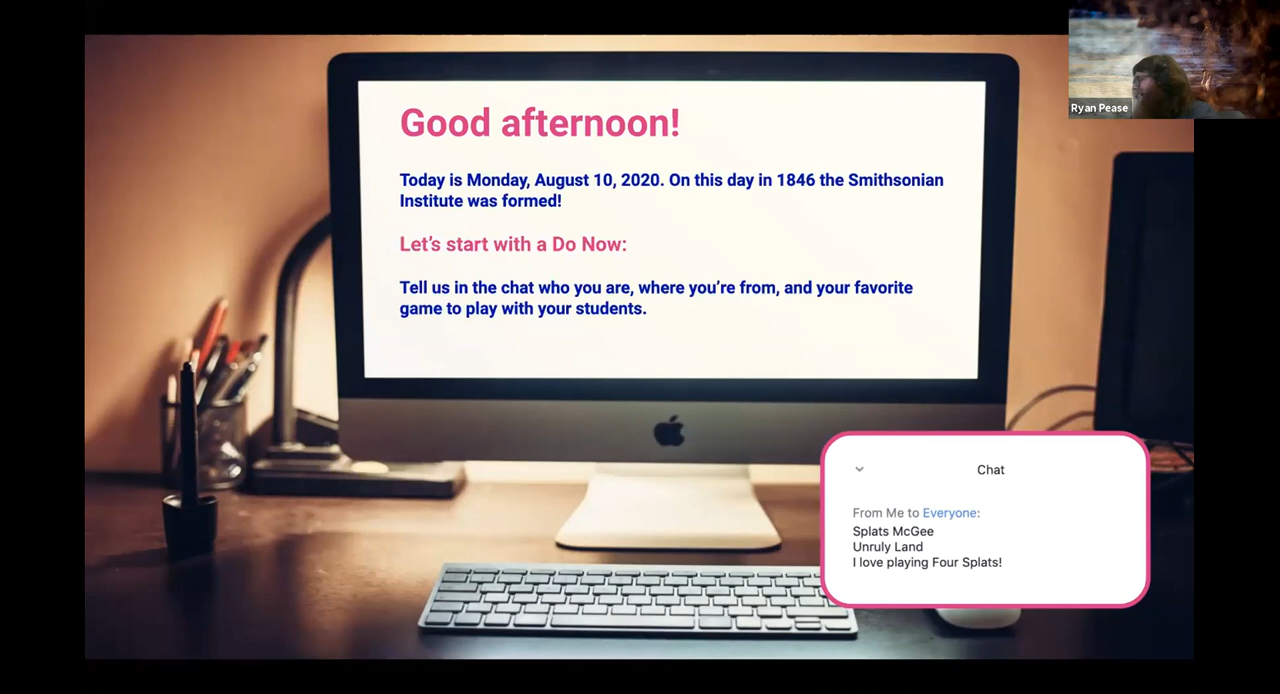 Good afternoon!
Today is Monday, August 10, 2020. On this day in 1846 the Smithsonian
Institute was formed!
Let’s start with a Do Now:
Tell us in the chat who you are, where you’re from, and your favorite
game to play with your students.
Ryan Pease
Chat
From Me to Everyone:
Splats McGee
Unruly Land
I love playing Four Splats!